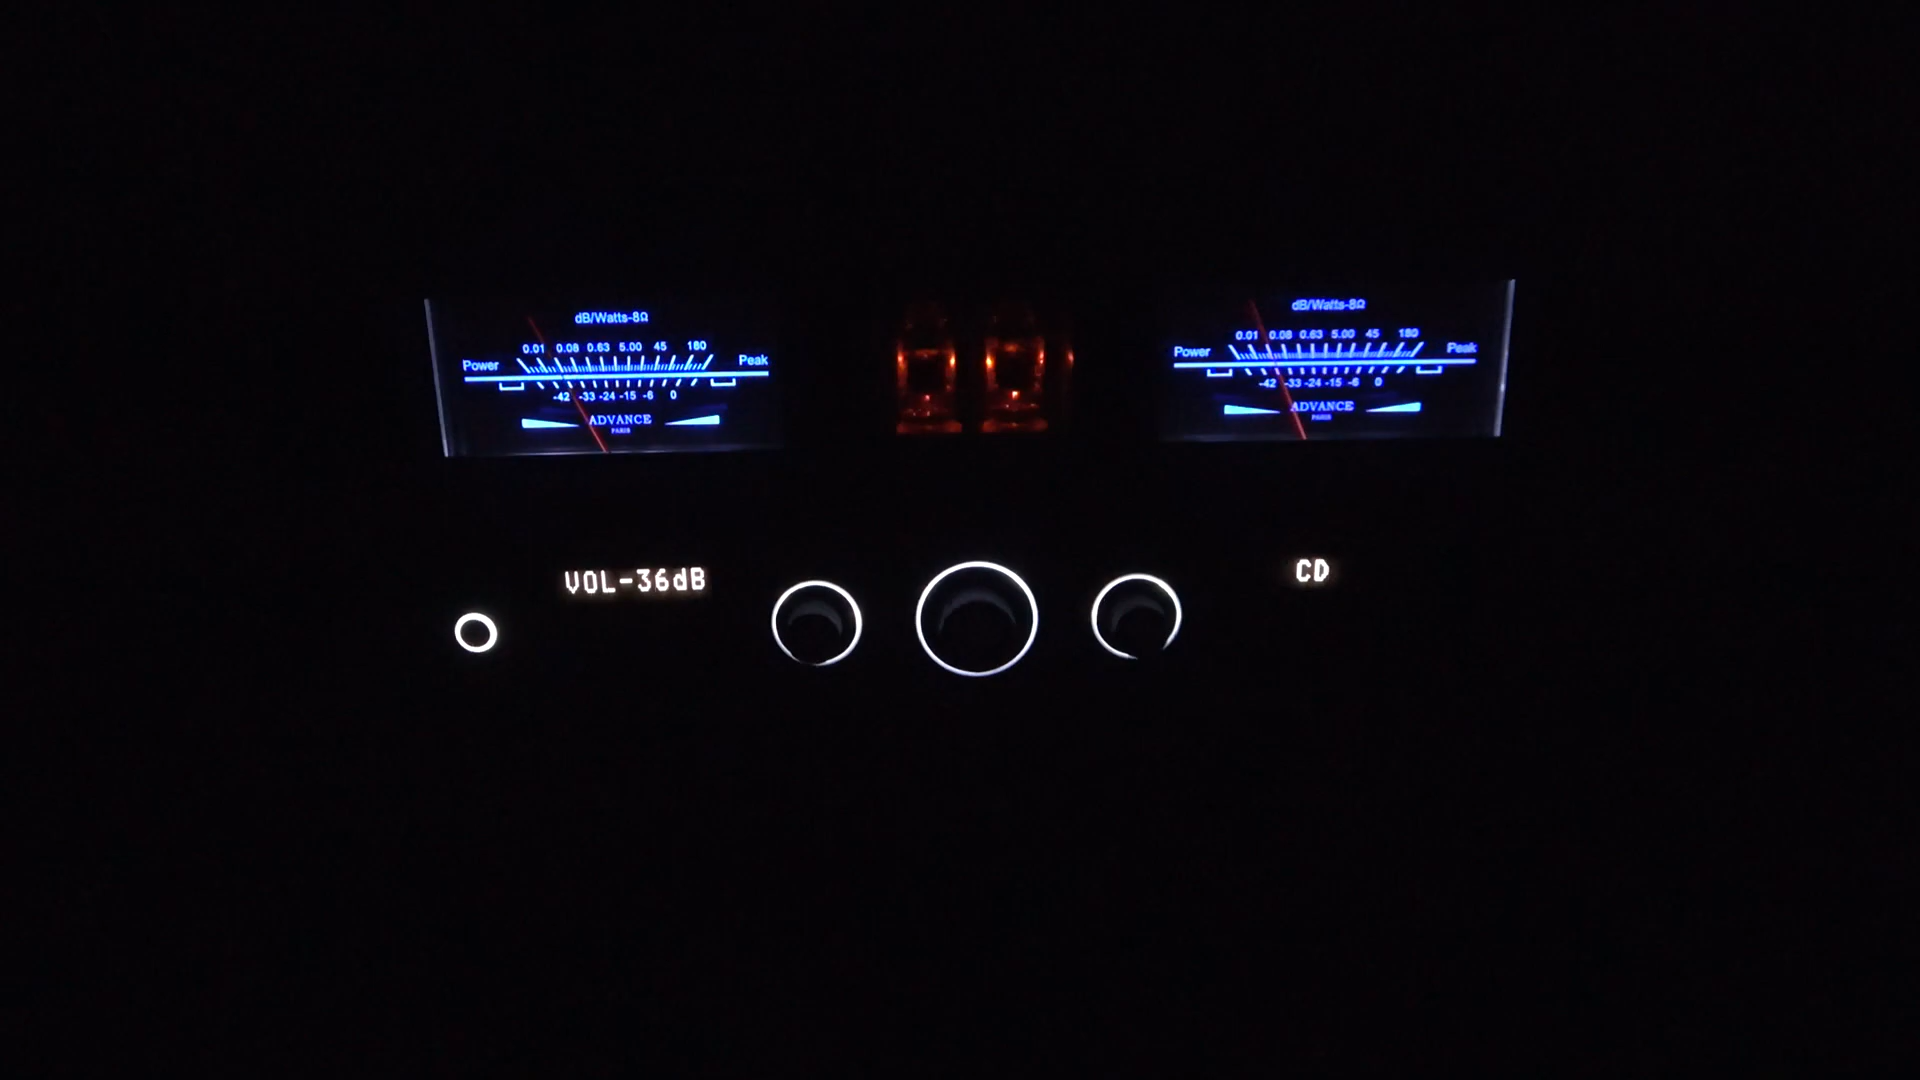 dB/Watts-8Ω
0.01 0.08 0.63 5.00 45 180
Power Peak
-42 -33 -24 -15 -6 0
ADVANCE
PARIS
dB/Watts-8Ω
0.01 0.08 0.63 5.00 45 180
Power Peak
-42 -33 -24 -15 -6 0
ADVANCE
PARIS
VOL-36dB
CD